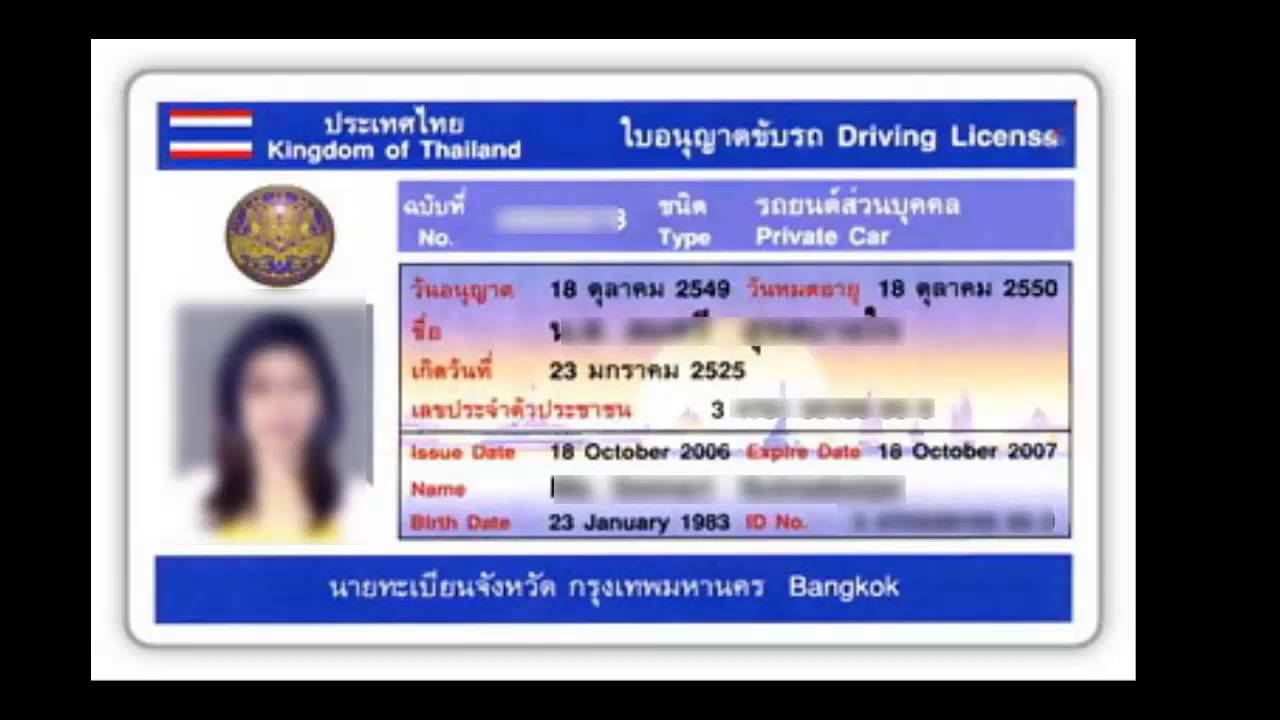 ประเทศไทย
Kingdom of Thailand
ใบอนุญาตขับรถ Driving License
ฉบับที่ ชนิด รถยนต์ส่วนบุคคล
No. Type Private Car
วันอนุญาต 18 ตุลาคม 2549 วันหมดอายุ 18 ตุลาคม 2550
ชื่อ
เกิดวันที่ 23 มกราคม 2525
เลขประจำตัวประชาชน 3
Issue Date 18 October 2006 Expire Date 18 October 2007
Name
Birth Date 23 January 1983 ID No.
นายทะเบียนจังหวัด กรุงเทพมหานคร Bangkok